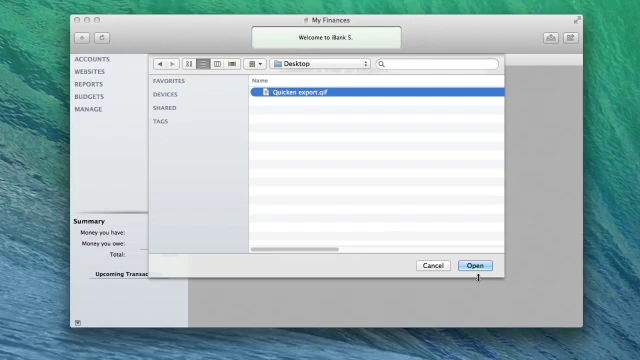 My Finances
Welcome to iBank 5.
ACCOUNTS
WEBSITES
REPORTS
BUDGETS
MANAGE
Desktop
FAVORITES
DEVICES
SHARED
TAGS
Name
Quicken export.qif
Summary
Money you have:
Money you owe:
Total:
Upcoming Transac
Cancel
Open